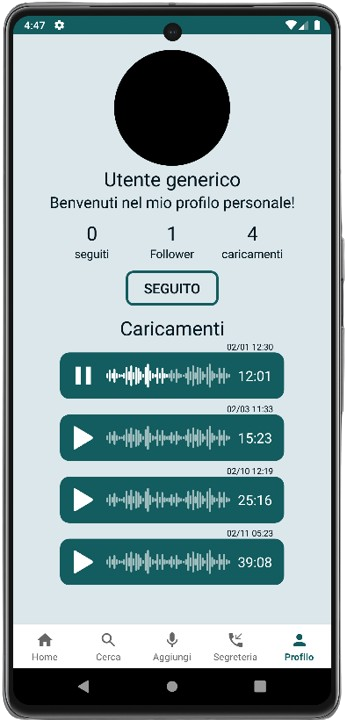 4:47
Utente generico
Benvenuti nel mio profilo personale!
0 1 4
seguiti Follower caricamenti
SEGUITO
Caricamenti
02/01 12:30
12:01
02/03 11:33
15:23
02/10 12:19
25:16
02/11 05:23
39:08
Home Cerca Aggiungi Segreteria Profilo